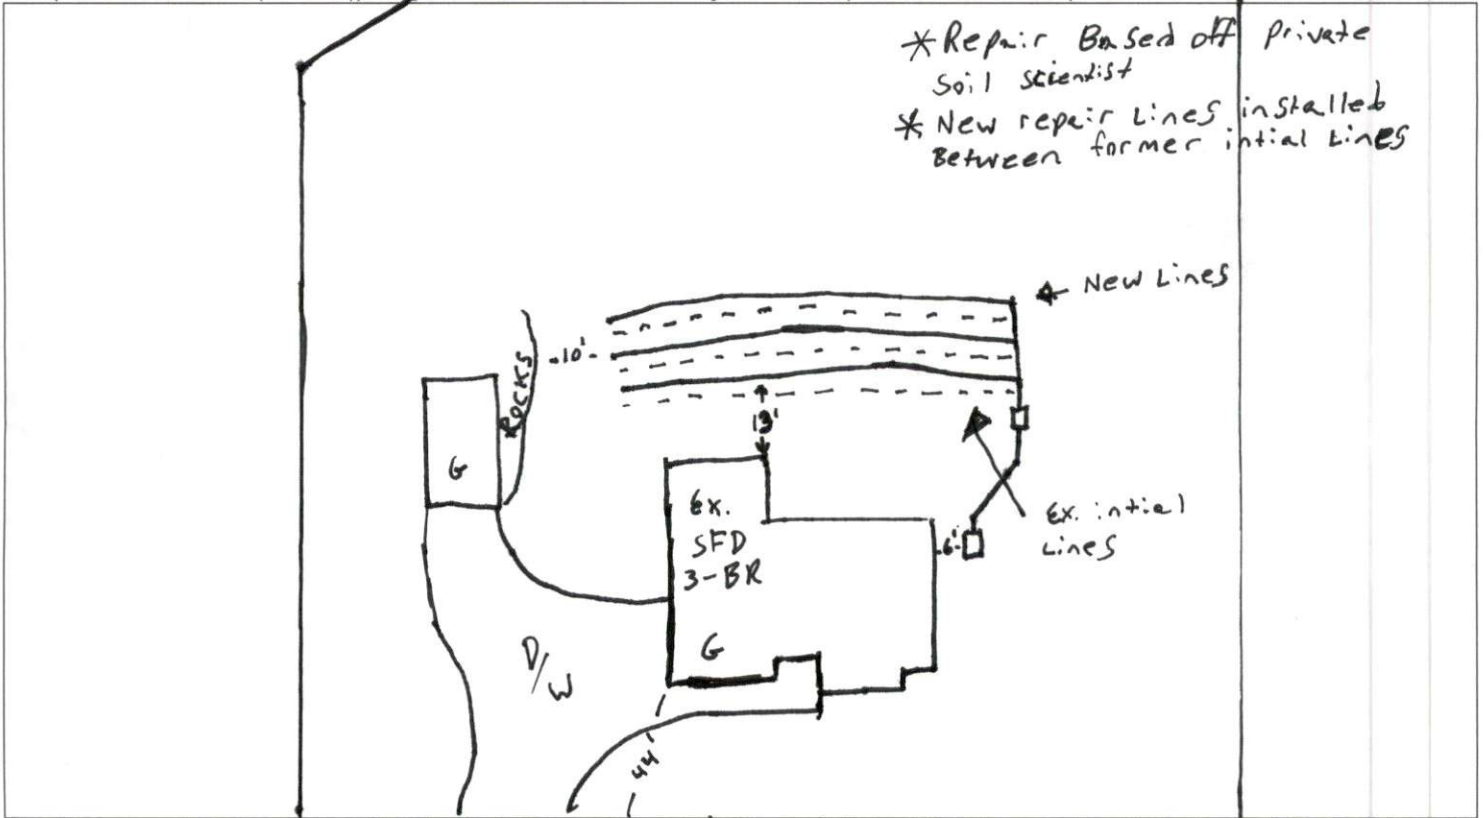 * Repair Based off private
Soil scientist
* New repair Lines installed
Between former intial Lines
New Lines
10'
ROCKS
13'
G
Ex.
SFD
3-BR
6'
Ex. intial
Lines
G
D/W
44'